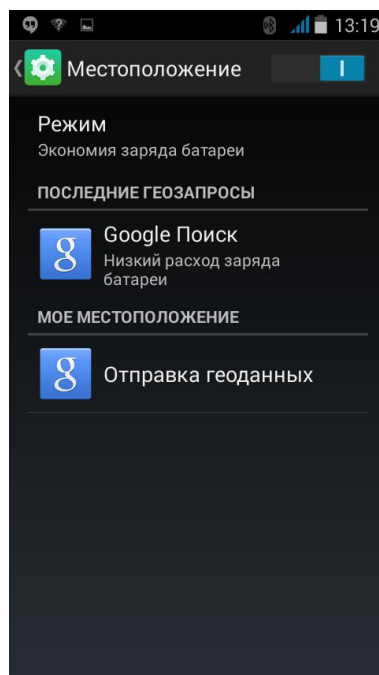 13:19
Местоположение
Режим
Экономия заряда батареи
ПОСЛЕДНИЕ ГЕОЗАПРОСЫ
Google Поиск
Низкий расход заряда
батареи
МОЕ МЕСТОПОЛОЖЕНИЕ
Отправка геоданных